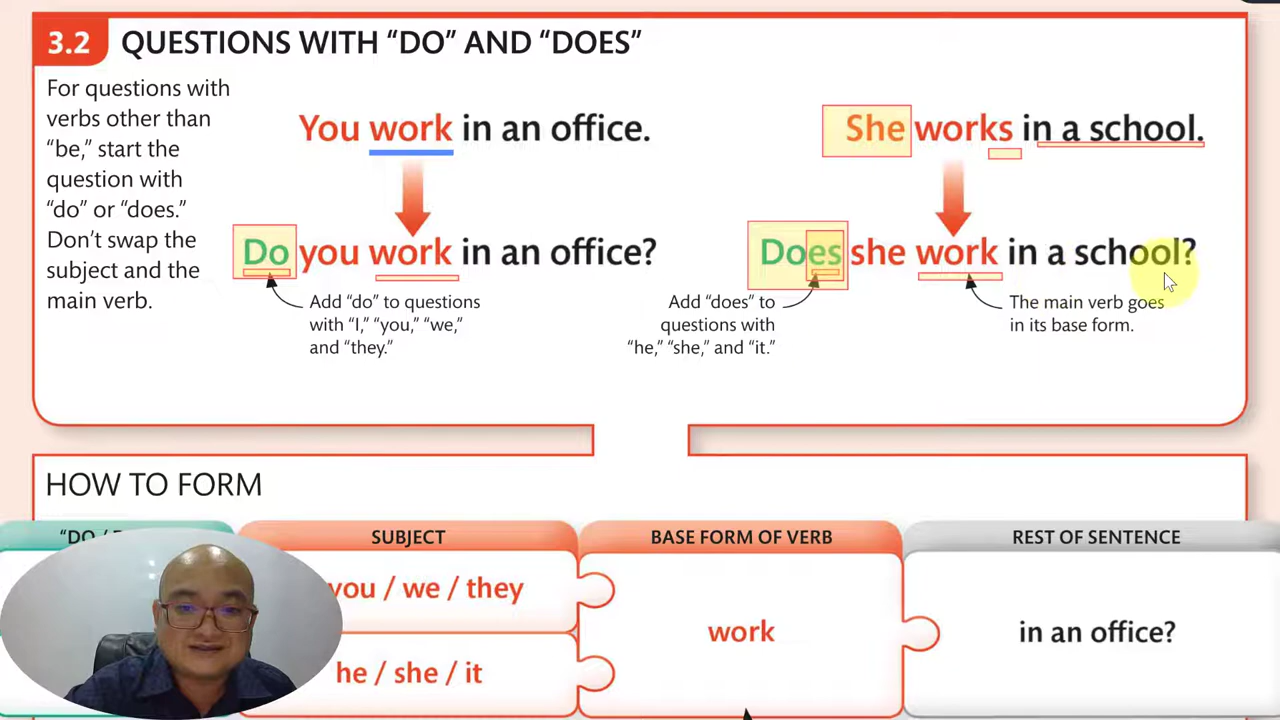 3.2 QUESTIONS WITH “DO” AND “DOES”
For questions with
verbs other than
“be,” start the
question with
“do” or “does.”
Don’t swap the
subject and the
main verb.
You work in an office.
Do you work in an office?
Add “do” to questions
with “I,” “you,” “we,”
and “they.”
She works in a school.
Does she work in a school?
Add “does” to
questions with
“he,” “she,” and “it.”
The main verb goes
in its base form.
HOW TO FORM
“DO / SUBJECT BASE FORM OF VERB REST OF SENTENCE
you / we / they
he / she / it
work
in an office?